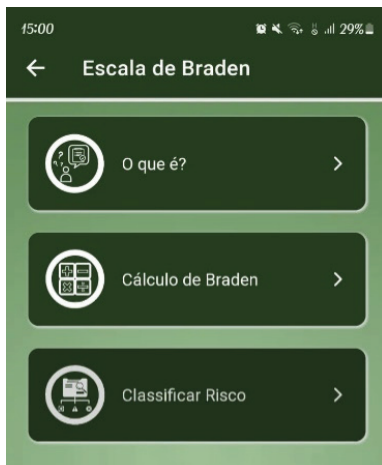 15:00 29%
Escala de Braden
O que é?
Cálculo de Braden
Classificar Risco